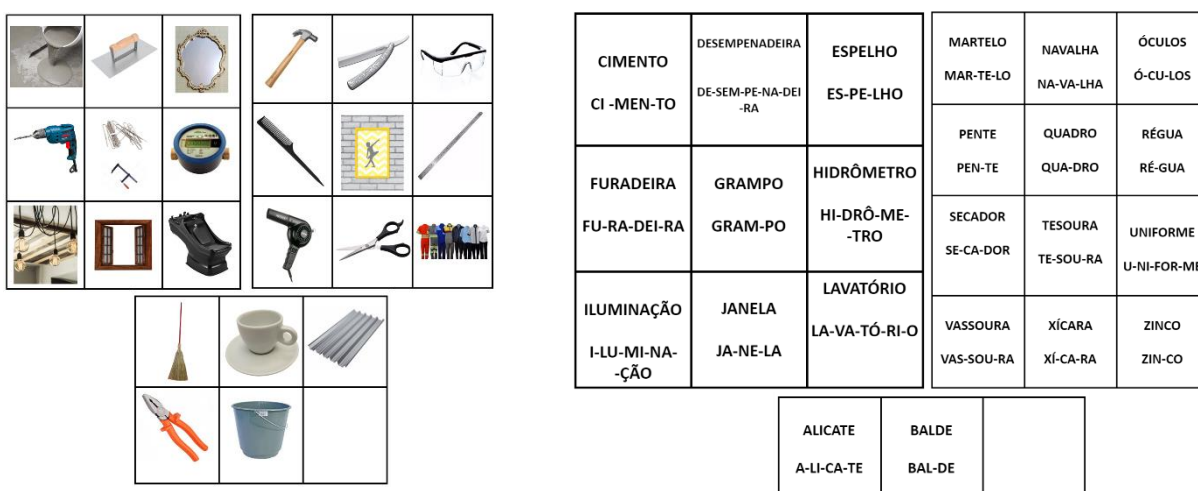 CIMENTO
CI -MEN-TO
DESEMPENADEIRA
DE-SEM-PE-NA-DEI
-RA
ESPELHO
ES-PE-LHO
FURADEIRA
FU-RA-DEI-RA
GRAMPO
GRAM-PO
HIDRÔMETRO
HI-DRÔ-ME-
-TRO
ILUMINAÇÃO
I-LU-MI-NA-
-ÇÃO
JANELA
JA-NE-LA
LAVATÓRIO
LA-VA-TÓ-RI-O
MARTELO
MAR-TE-LO
NAVALHA
NA-VA-LHA
ÓCULOS
Ó-CU-LOS
PENTE
PEN-TE
QUADRO
QUA-DRO
RÉGUA
RÉ-GUA
SECADOR
SE-CA-DOR
TESOURA
TE-SOU-RA
UNIFORME
U-NI-FOR-ME
VASSOURA
VAS-SOU-RA
XÍCARA
XÍ-CA-RA
ZINCO
ZIN-CO
ALICATE
A-LI-CA-TE
BALDE
BAL-DE